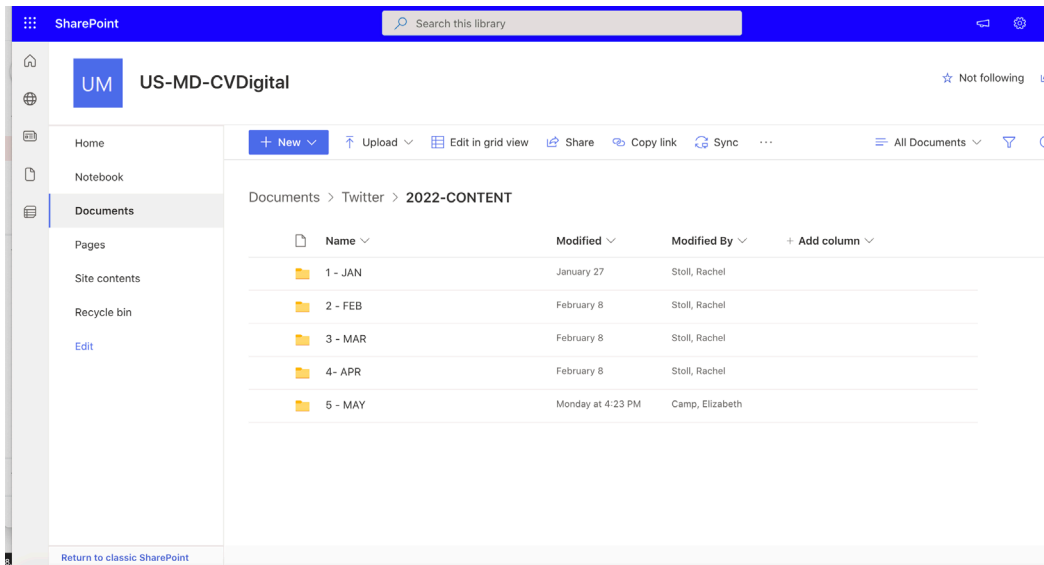 SharePoint
Search this library
UM
US-MD-CVDigital
Not following
Home
Notebook
Documents
Pages
Site contents
Recycle bin
Edit
Return to classic SharePoint
+ New
Upload
Edit in grid view
Share
Copy link
Sync
...
All Documents
Documents > Twitter > 2022-CONTENT
Name Modified Modified By + Add column
1 - JAN January 27 Stoll, Rachel
2 - FEB February 8 Stoll, Rachel
3 - MAR February 8 Stoll, Rachel
4- APR February 8 Stoll, Rachel
5 - MAY Monday at 4:23 PM Camp, Elizabeth
8